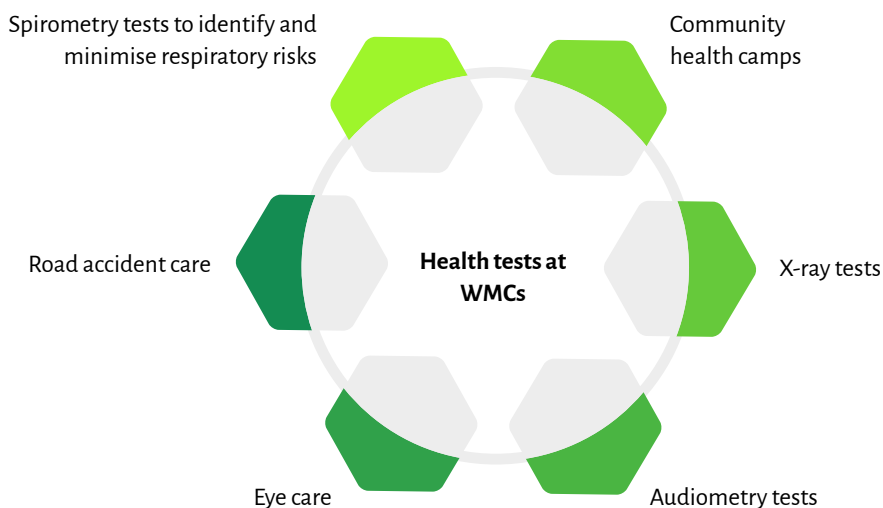 Spirometry tests to identify and
minimise respiratory risks
Community
health camps
Road accident care
Health tests at
WMCs
X-ray tests
Eye care
Audiometry tests